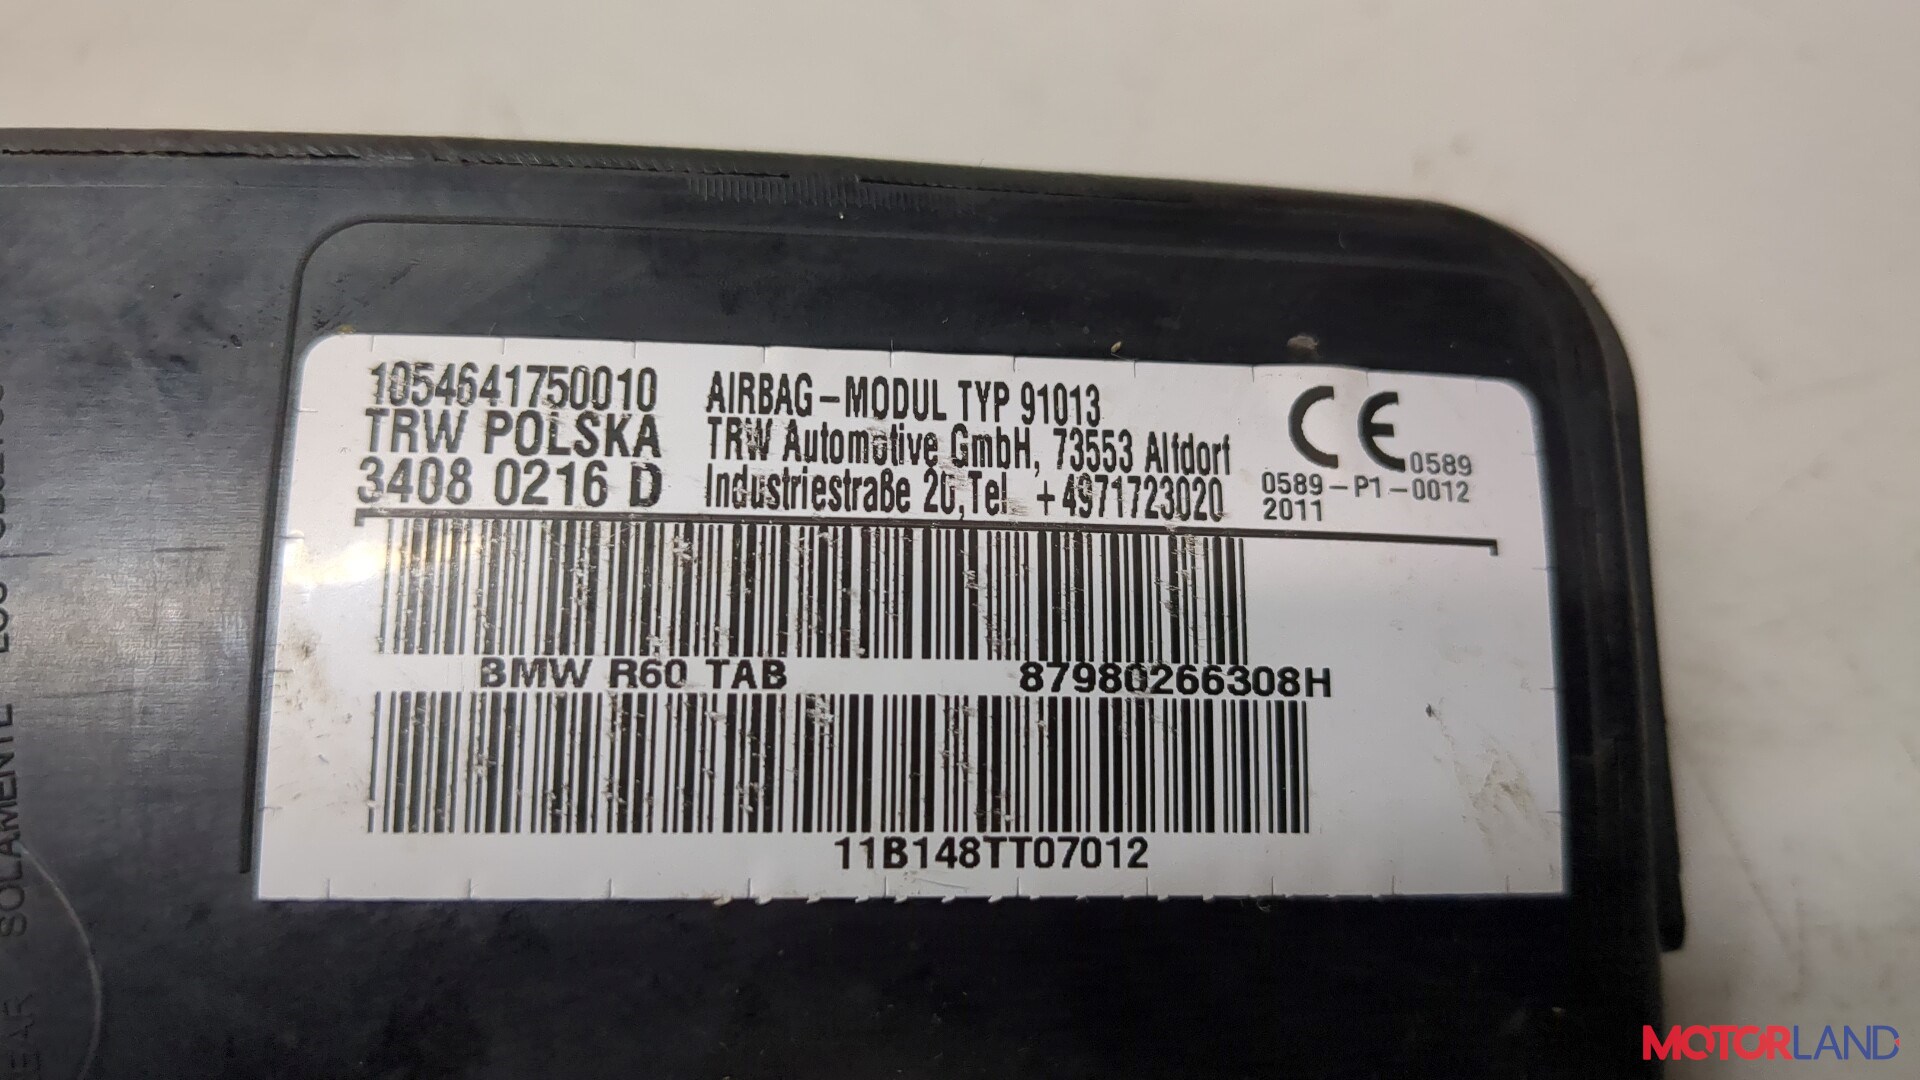 1054641750010
TRW POLSKA
3408 0216 D
AIRBAG-MODUL TYP 91013
TRW Automotive GmbH, 73553 Alfdorf
Industriestraße 20, Tel. +4971723020
CE 0589
0589-P1-0012
2011
BMW R60 TAB 87980266308H
11B148TT07012
SOLAMENTE
MOTORLAND